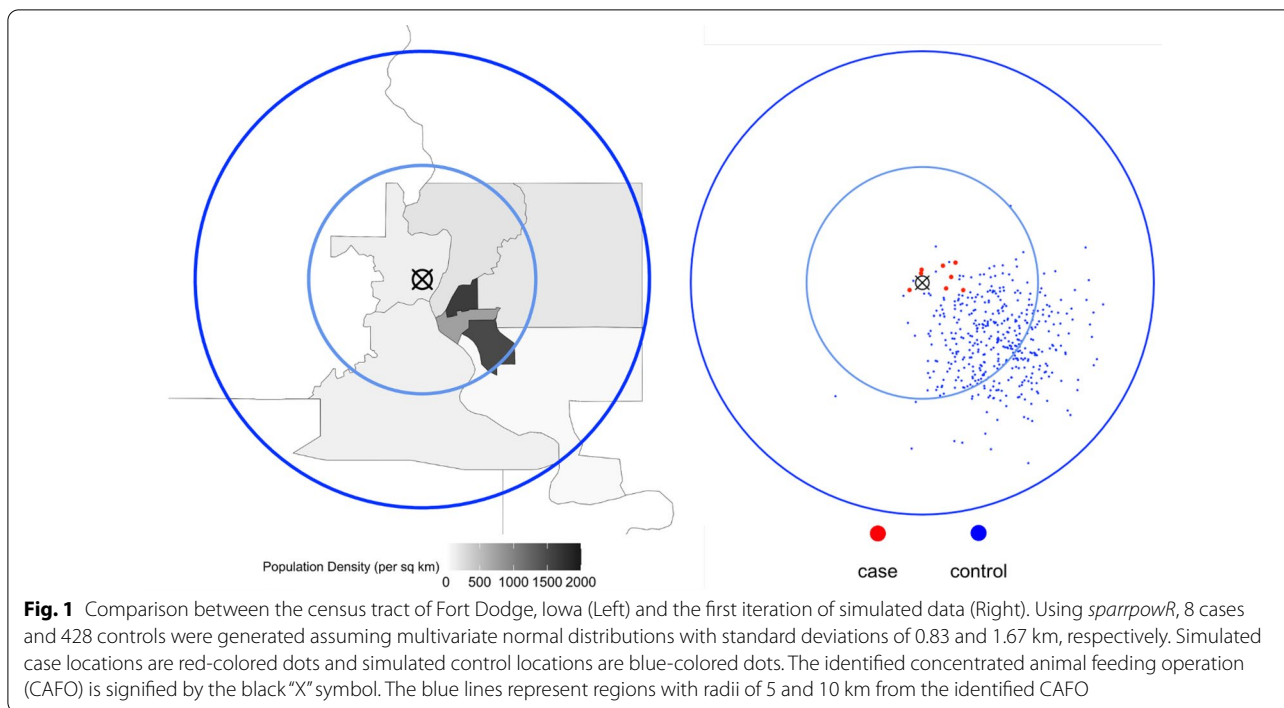 Population Density (per sq km)
0 500 1000 1500 2000
case control
Fig. 1 Comparison between the census tract of Fort Dodge, Iowa (Left) and the first iteration of simulated data (Right). Using sparrpowR, 8 cases
and 428 controls were generated assuming multivariate normal distributions with standard deviations of 0.83 and 1.67 km, respectively. Simulated
case locations are red-colored dots and simulated control locations are blue-colored dots. The identified concentrated animal feeding operation
(CAFO) is signified by the black “X” symbol. The blue lines represent regions with radii of 5 and 10 km from the identified CAFO